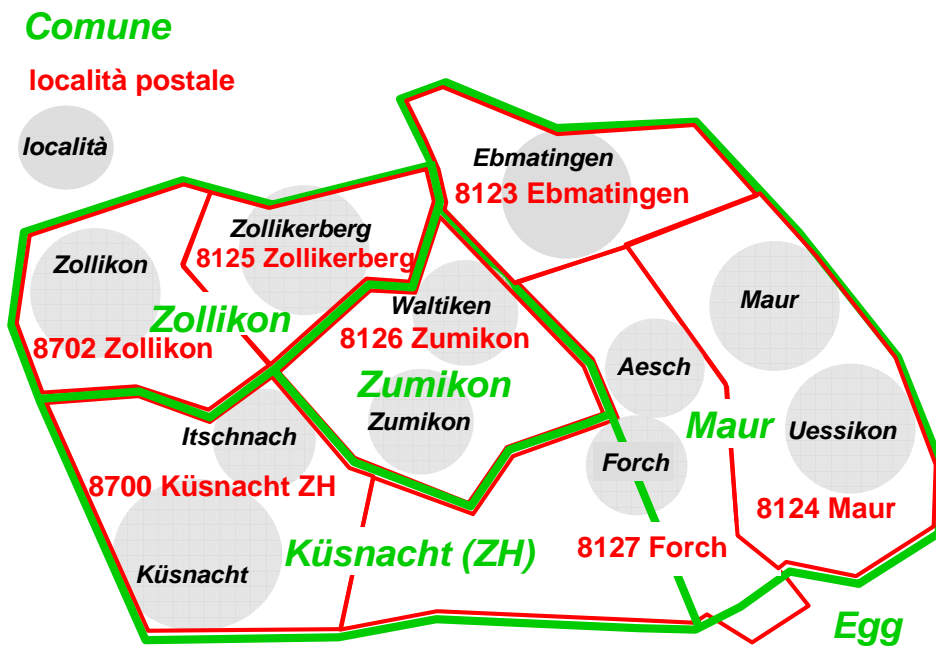 Comune
località postale
località
Ebmatingen
8123 Ebmatingen
Zollikerberg
8125 Zollikerberg
Zollikon
Waltiken
Maur
Zollikon
8702 Zollikon
8126 Zumikon
Aesch
Zumikon
Zumikon
Maur
Uessikon
Itschnach
Forch
8700 Küsnacht ZH
8124 Maur
Küsnacht (ZH)
8127 Forch
Küsnacht
Egg